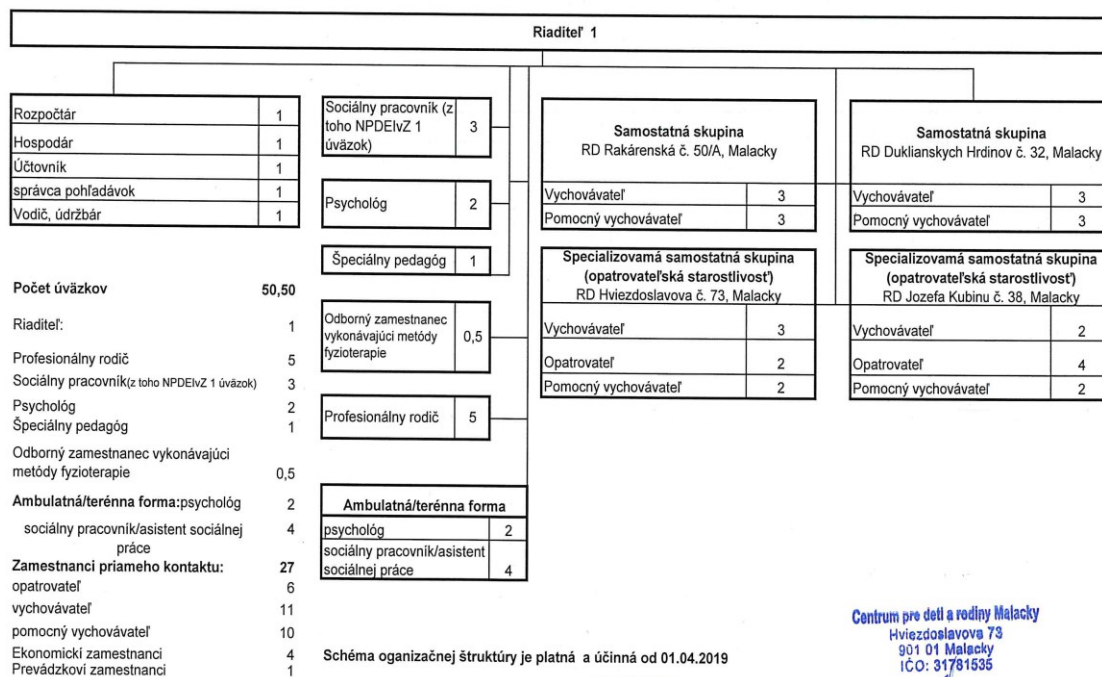 Riaditeľ 1
Rozpočtár 1
Hospodár 1
Účtovník 1
správca pohľadávok 1
Vodič, údržbár 1
Sociálny pracovník (z
toho NPDEIvZ 1
úväzok) 3
Psychológ 2
Špeciálny pedagóg 1
Odborný zamestnanec
vykonávajúci metódy
fyzioterapie 0,5
Profesionálny rodič 5
Ambulatná/terénna forma
psychológ 2
sociálny pracovník/asistent
sociálnej práce 4
Samostatná skupina
RD Rakárenská č. 50/A, Malacky
Vychovávateľ 3
Pomocný vychovávateľ 3
Samostatná skupina
RD Duklianskych Hrdinov č. 32, Malacky
Vychovávateľ 3
Pomocný vychovávateľ 3
Specializovamá samostatná skupina
(opatrovateľská starostlivosť)
RD Hviezdoslavova č. 73, Malacky
Vychovávateľ 3
Opatrovateľ 2
Pomocný vychovávateľ 2
Specializovamá samostatná skupina
(opatrovateľská starostlivosť)
RD Jozefa Kubinu č. 38, Malacky
Vychovávateľ 2
Opatrovateľ 4
Pomocný vychovávateľ 2
Počet úväzkov 50,50
Riaditeľ: 1
Profesionálny rodič 5
Sociálny pracovník(z toho NPDEIvZ 1 úväzok) 3
Psychológ 2
Špeciálny pedagóg 1
Odborný zamestnanec vykonávajúci
metódy fyzioterapie 0,5
Ambulatná/terénna forma:psychológ 2
sociálny pracovník/asistent sociálnej 4
práce
Zamestnanci priameho kontaktu: 27
opatrovateľ 6
vychovávateľ 11
pomocný vychovávateľ 10
Ekonomickí zamestnanci 4
Prevádzkoví zamestnanci 1
Schéma oganizačnej štruktúry je platná a účinná od 01.04.2019
Centrum pre deti a rodiny Malacky
Hviezdoslavova 73
901 01 Malacky
IČO: 31781535